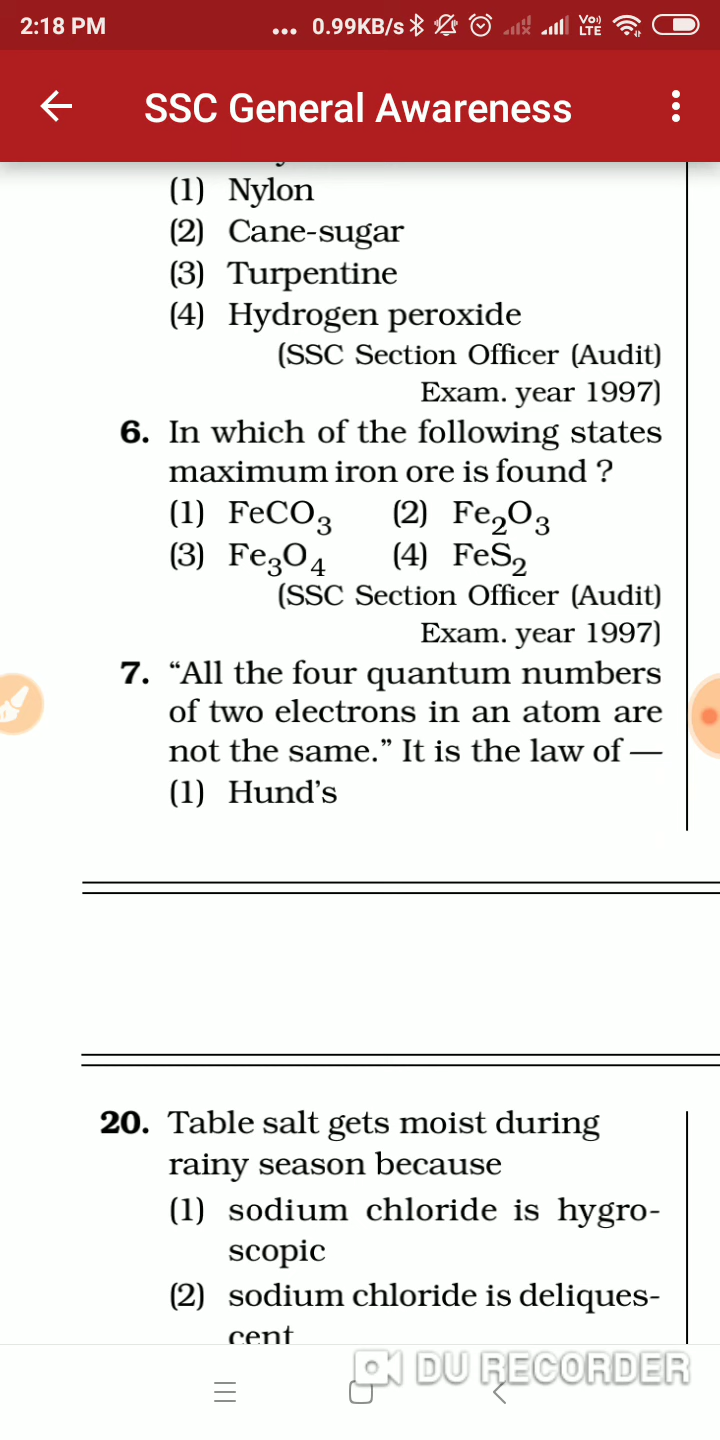 2:18 PM
... 0.99KB/s
Vo)) LTE
SSC General Awareness
(1) Nylon
(2) Cane-sugar
(3) Turpentine
(4) Hydrogen peroxide
(SSC Section Officer (Audit)
Exam. year 1997)
6. In which of the following states
maximum iron ore is found ?
(1) FeCO₃ (2) Fe₂O₃
(3) Fe₃O₄ (4) FeS₂
(SSC Section Officer (Audit)
Exam. year 1997)
7. “All the four quantum numbers
of two electrons in an atom are
not the same.” It is the law of —
(1) Hund’s
20. Table salt gets moist during
rainy season because
(1) sodium chloride is hygro-
scopic
(2) sodium chloride is deliques-
cent
DU RECORDER